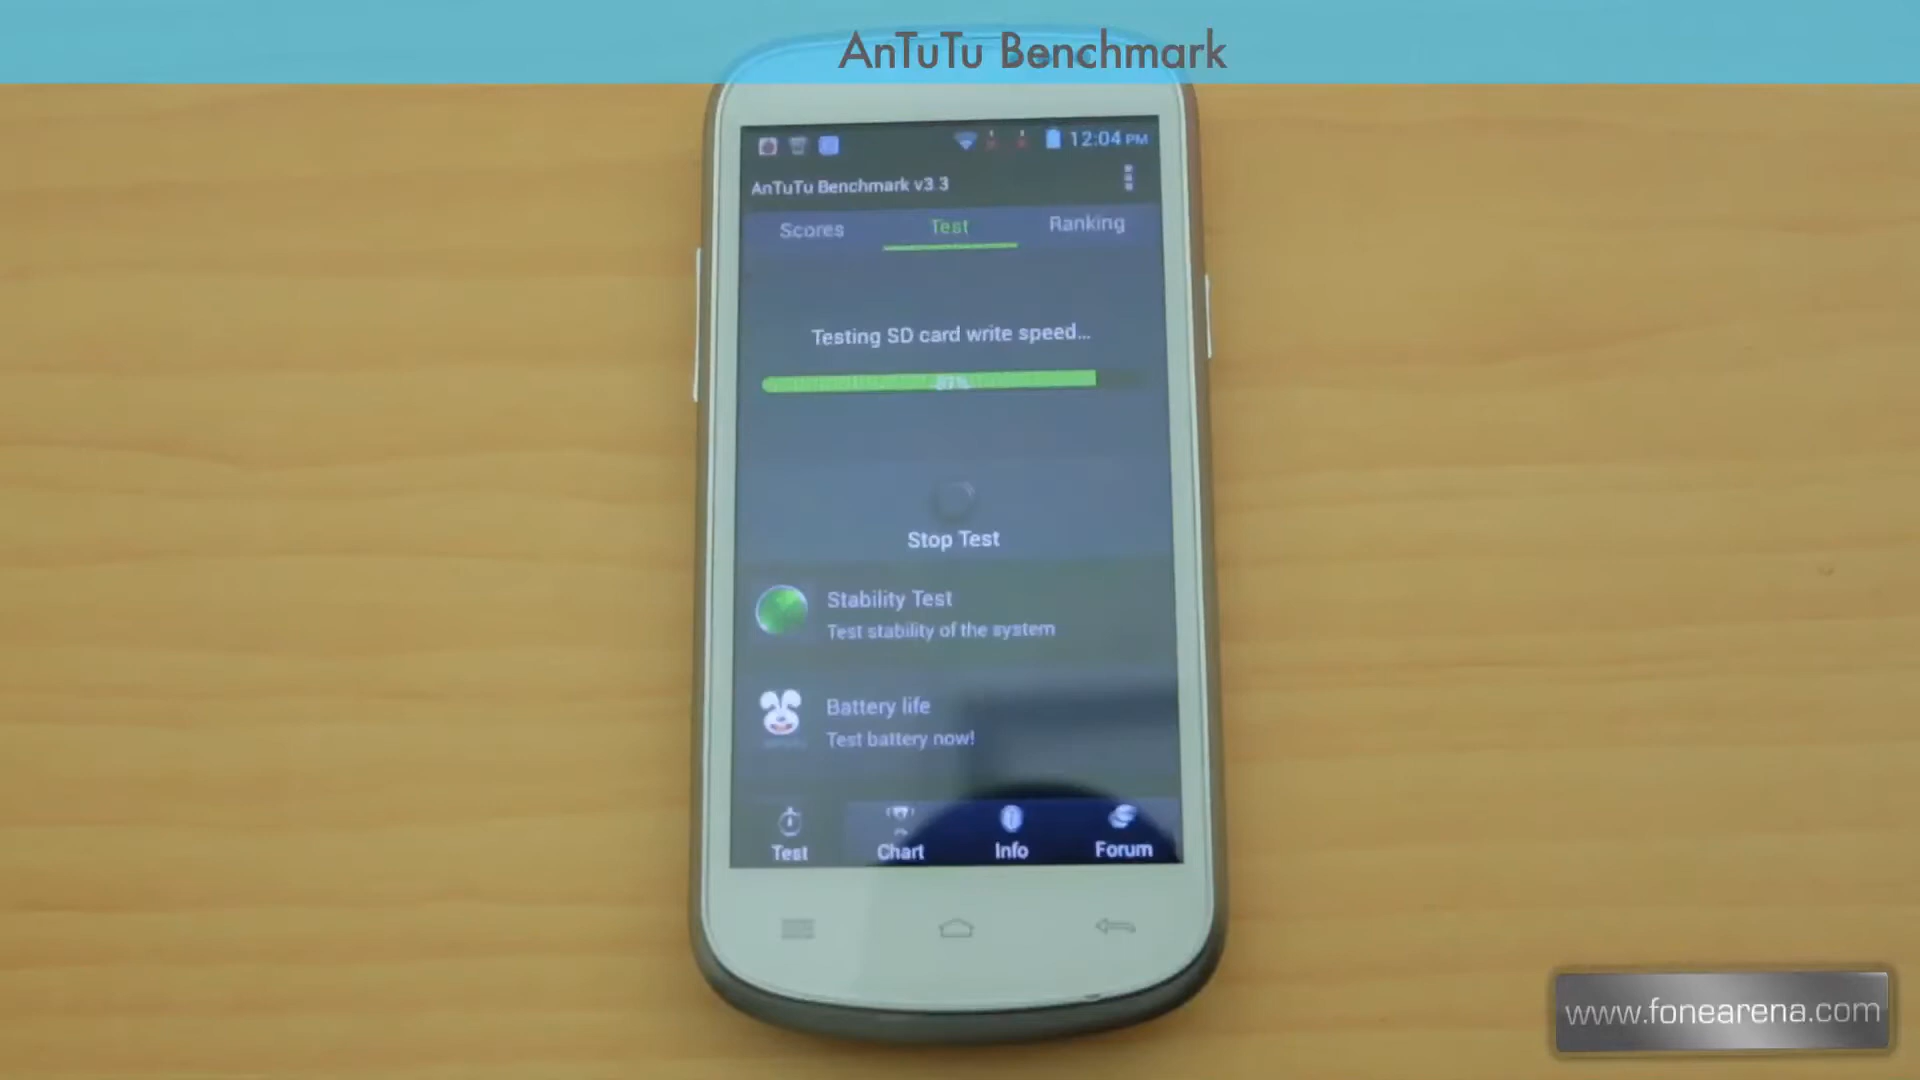 AnTuTu Benchmark
12:04 PM
AnTuTu Benchmark v3.3
Scores Test Ranking
Testing SD card write speed...
87%
Stop Test
Stability Test
Test stability of the system
Battery life
Test battery now!
Test Chart Info Forum
www.fonearena.com